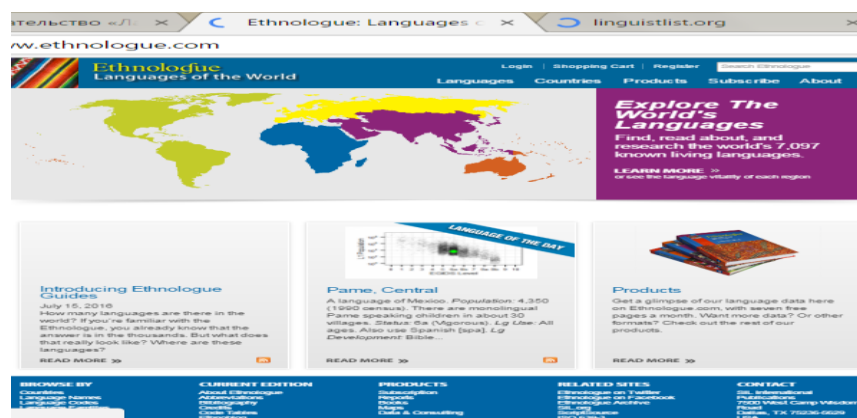 ательство «Л
Ethnologue: Languages
linguistlist.org
w.ethnologue.com
Ethnologue
Languages of the World
Login | Shopping Cart | Register
Search Ethnologue
Languages Countries Products Subscribe About
Explore The
World's
Languages
Find, read about, and
research the world's 7,097
known living languages.
LEARN MORE >>
or see the language vitality of each region
LANGUAGE OF THE DAY
Introducing Ethnologue
Guides
July 15, 2016
How many languages are there in the
world? If you're familiar with the
Ethnologue, you already know that the
answer is in the thousands. But what does
that really look like? Where are these
languages?
READ MORE >>
Pame, Central
A language of Mexico. Population: 4,350
(1990 census). There are monolingual
Pame speaking children in about 30
villages. Status: 6a (Vigorous). Lg Use: All
ages. Also use Spanish [spa]. Lg
Development: Bible...
READ MORE >>
Products
Get a glimpse of our language data here
on Ethnologue.com, with seven free
pages a month. Want more data? Or other
formats? Check out the rest of our
products.
READ MORE >>
BROWSE BY
Countries
Language Names
Language Codes
CURRENT EDITION
About Ethnologue
Abbreviations
Bibliography
Credits
Code Tables
PRODUCTS
Subscription
Reports
Books
Maps
Data & Consulting
RELATED SITES
Ethnologue on Twitter
Ethnologue on Facebook
Ethnologue Archive
SIL.org
ScriptSource
CONTACT
SIL International
Publications
7500 West Camp Wisdom
Road
Dallas, TX 75236-5629